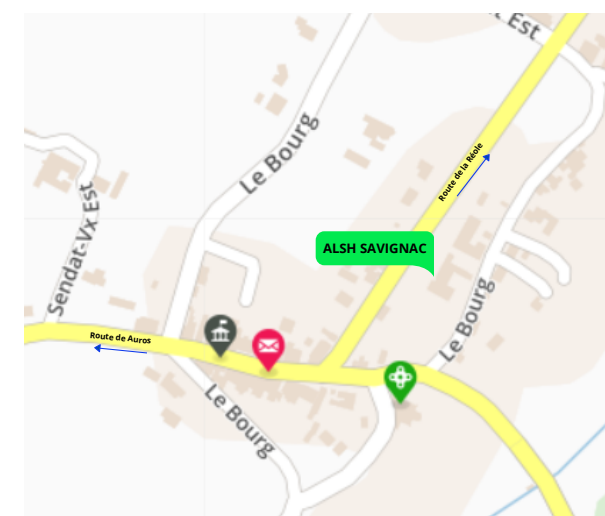 Est
Le Bourg
Route de la Réole
Sendat-Vx Est
ALSH SAVIGNAC
Le Bourg
Route de Auros
Le Bourg